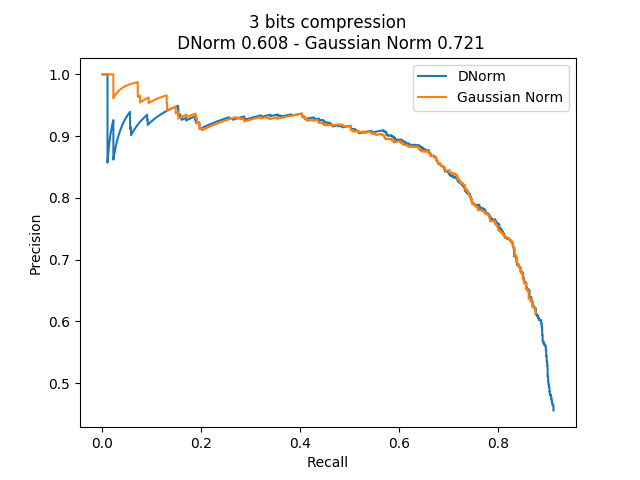 3 bits compression
DNorm 0.608 - Gaussian Norm 0.721
DNorm
Gaussian Norm
1.0
0.9
0.8
0.7
0.6
0.5
Precision
0.0
0.2
0.4
0.6
0.8
Recall